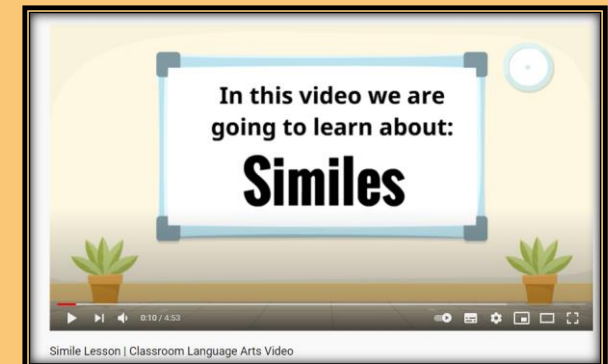 In this video we are
going to learn about:
Similes
0:10 / 4:53
Simile Lesson | Classroom Language Arts Video